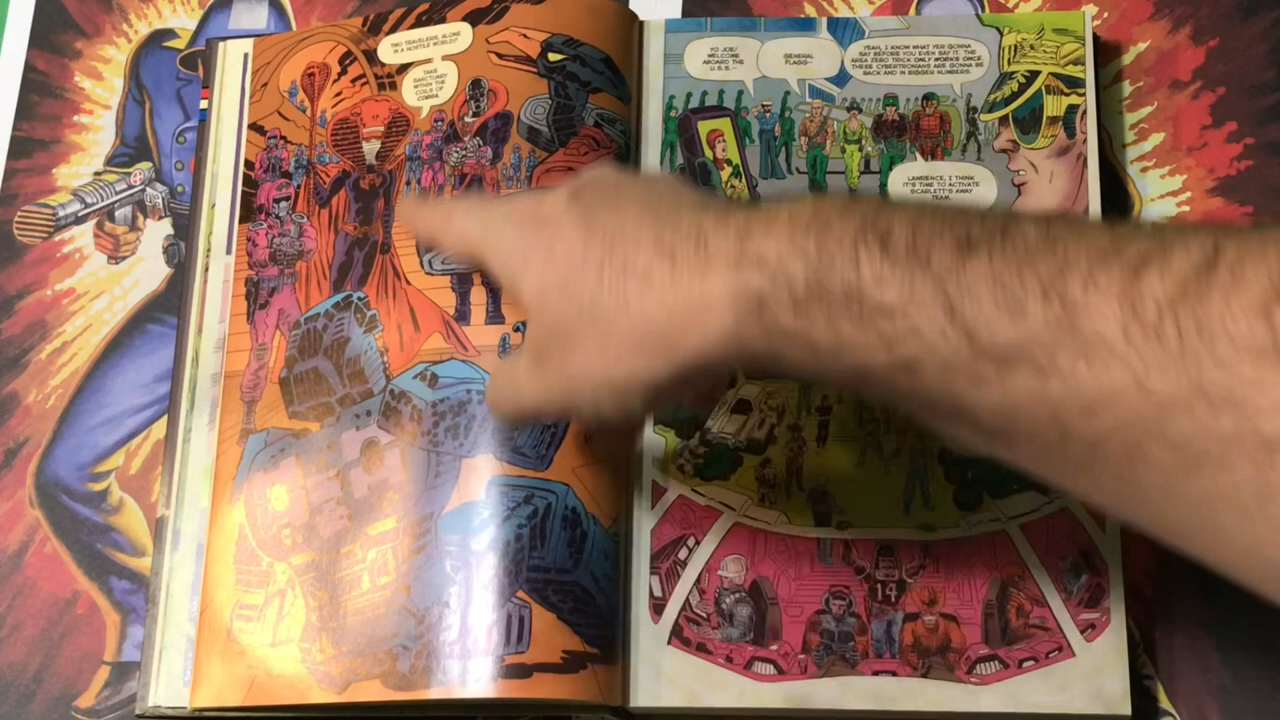 TWO TRAVELERS, ALONE
IN A HOSTILE WORLD?
TAKE
SANCTUARY
WITHIN THE
COILS OF
COBRA.
YO JOE!
WELCOME
ABOARD THE
U.S.S.—
GENERAL
FLAGG—
YEAH, I KNOW WHAT YER GONNA
SAY BEFORE YOU EVEN SAY IT. THE
AREA ZERO TRICK ONLY WORKS ONCE.
THESE CYBERTRONIANS ARE GONNA BE
BACK AND IN BIGGER NUMBERS.
LAWRENCE, I THINK
IT'S TIME TO ACTIVATE
SCARLETT'S AWAY
TEAM.
14